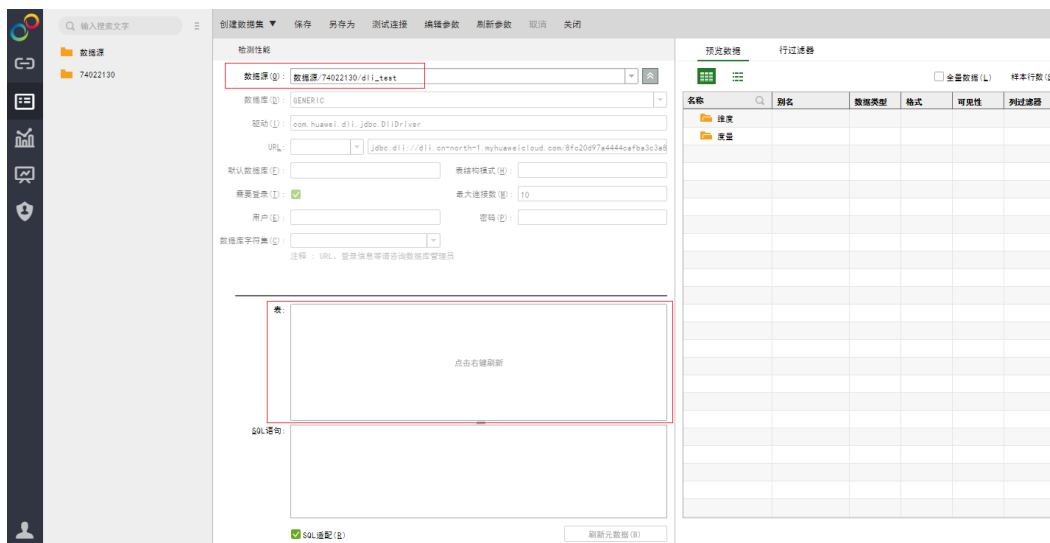 输入搜索文字
数据源
74022130
创建数据集 ▼ 保存 另存为 测试连接 编辑参数 刷新参数 取消 关闭
检测性能
数据源(O): 数据源/74022130/dli_test
数据库(D): GENERIC
驱动(I): com.huawei.dli.jdbc.DliDriver
URL: jdbc:dli://dli.cn-north-1.myhuaweicloud.com/8fc20d97a4444cafba3c3a8
默认数据库(F): 表结构模式(H):
需要登录(T): 最大连接数(M): 10
用户(E): 密码(P):
数据库字符集(C):
注释 : URL、登录信息等请咨询数据库管理员
表:
点击右键刷新
SQL语句:
SQL适配(R) 刷新元数据(B)
预览数据 行过滤器
全量数据(L) 样本行数(
名称 别名 数据类型 格式 可见性 列过滤器
维度
度量